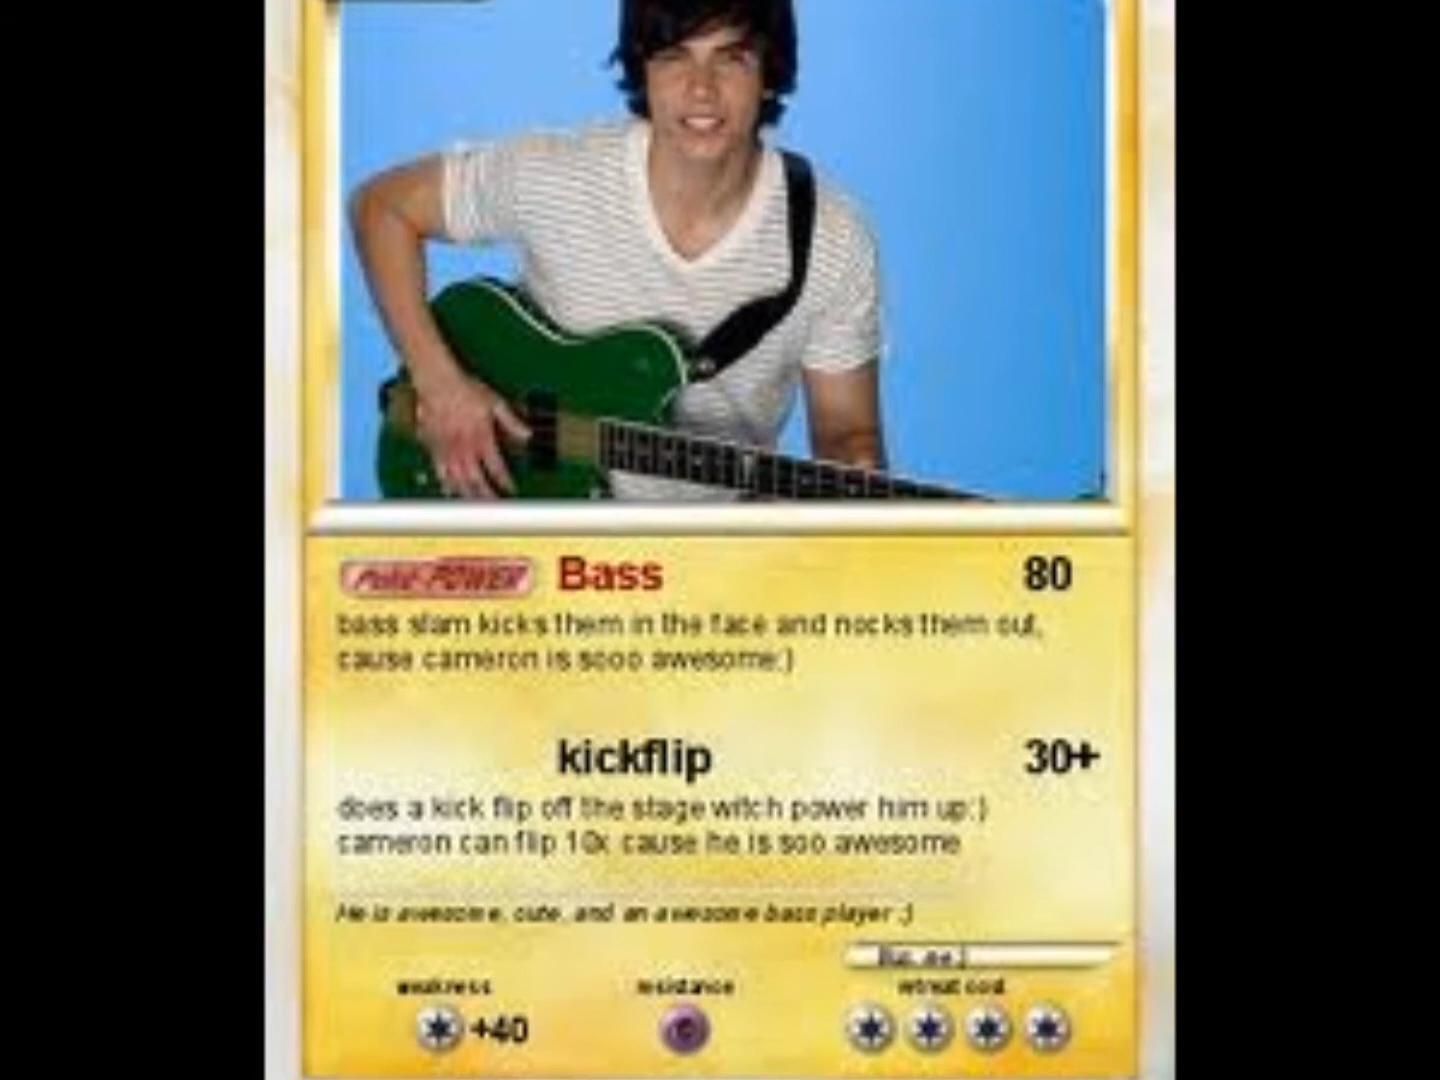 Poké-POWER Bass 80
bass slam kicks them in the face and nocks them out,
cause cameron is sooo awesome:)
kickflip 30+
does a kick flip off the stage witch power him up:)
cameron can flip 10x cause he is soo awesome
He is awesome, cute, and an awesome bass player :)
weakness resistance retreat cost
+40